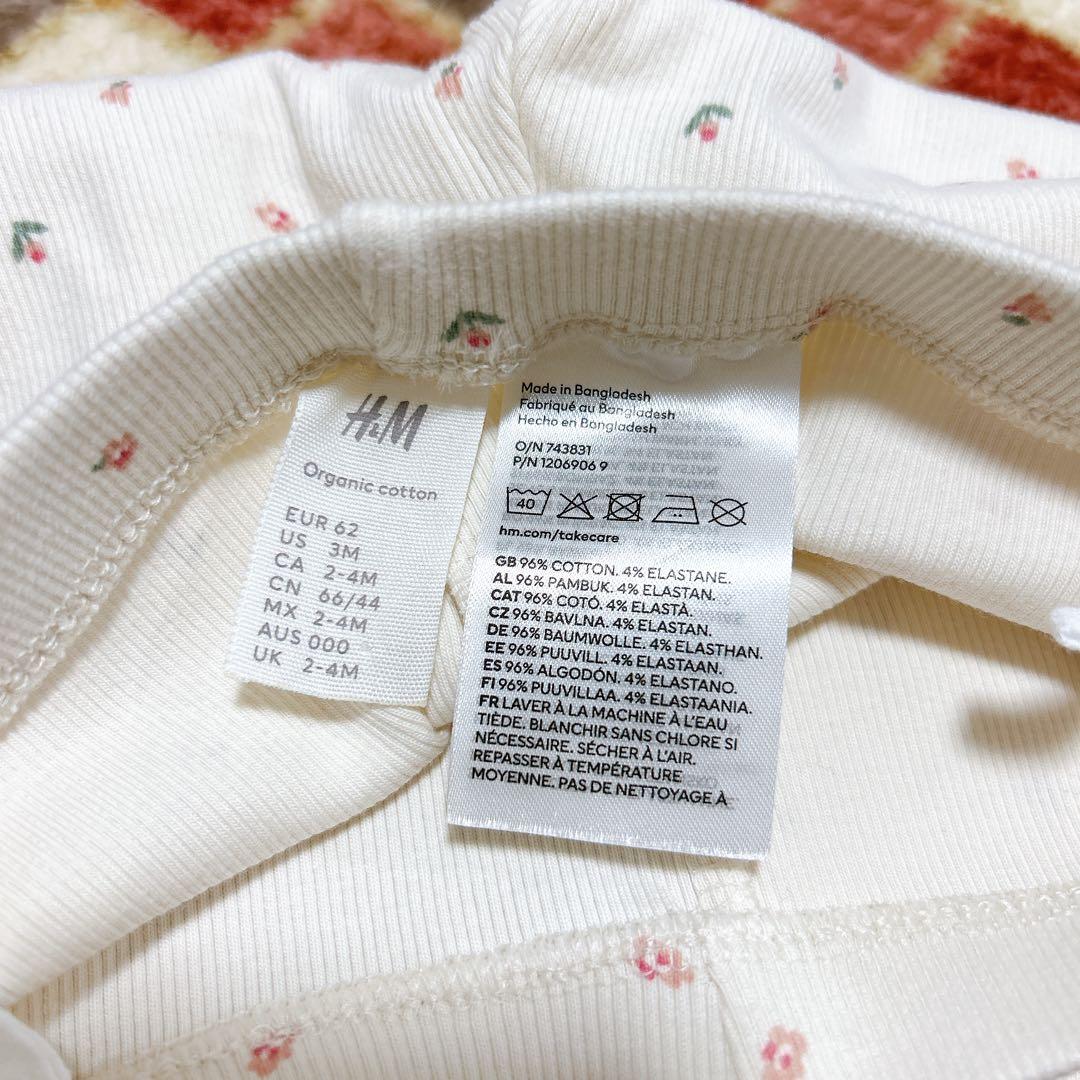 H&M
Organic cotton
EUR 62
US 3M
CA 2-4M
CN 66/44
MX 2-4M
AUS 000
UK 2-4M
Made in Bangladesh
Fabriqué au Bangladesh
Hecho en Bangladesh
O/N 743831
P/N 1206906 9
40
hm.com/takecare
GB 96% COTTON. 4% ELASTANE.
AL 96% PAMBUK. 4% ELASTAN.
CAT 96% COTÓ. 4% ELASTÀ.
CZ 96% BAVLNA. 4% ELASTAN.
DE 96% BAUMWOLLE. 4% ELASTHAN.
EE 96% PUUVILL. 4% ELASTAAN.
ES 96% ALGODÓN. 4% ELASTANO.
FI 96% PUUVILLAA. 4% ELASTAANIA.
FR LAVER À LA MACHINE À L'EAU
TIÈDE. BLANCHIR SANS CHLORE SI
NÉCESSAIRE. SÉCHER À L'AIR.
REPASSER À TEMPÉRATURE
MOYENNE. PAS DE NETTOYAGE À